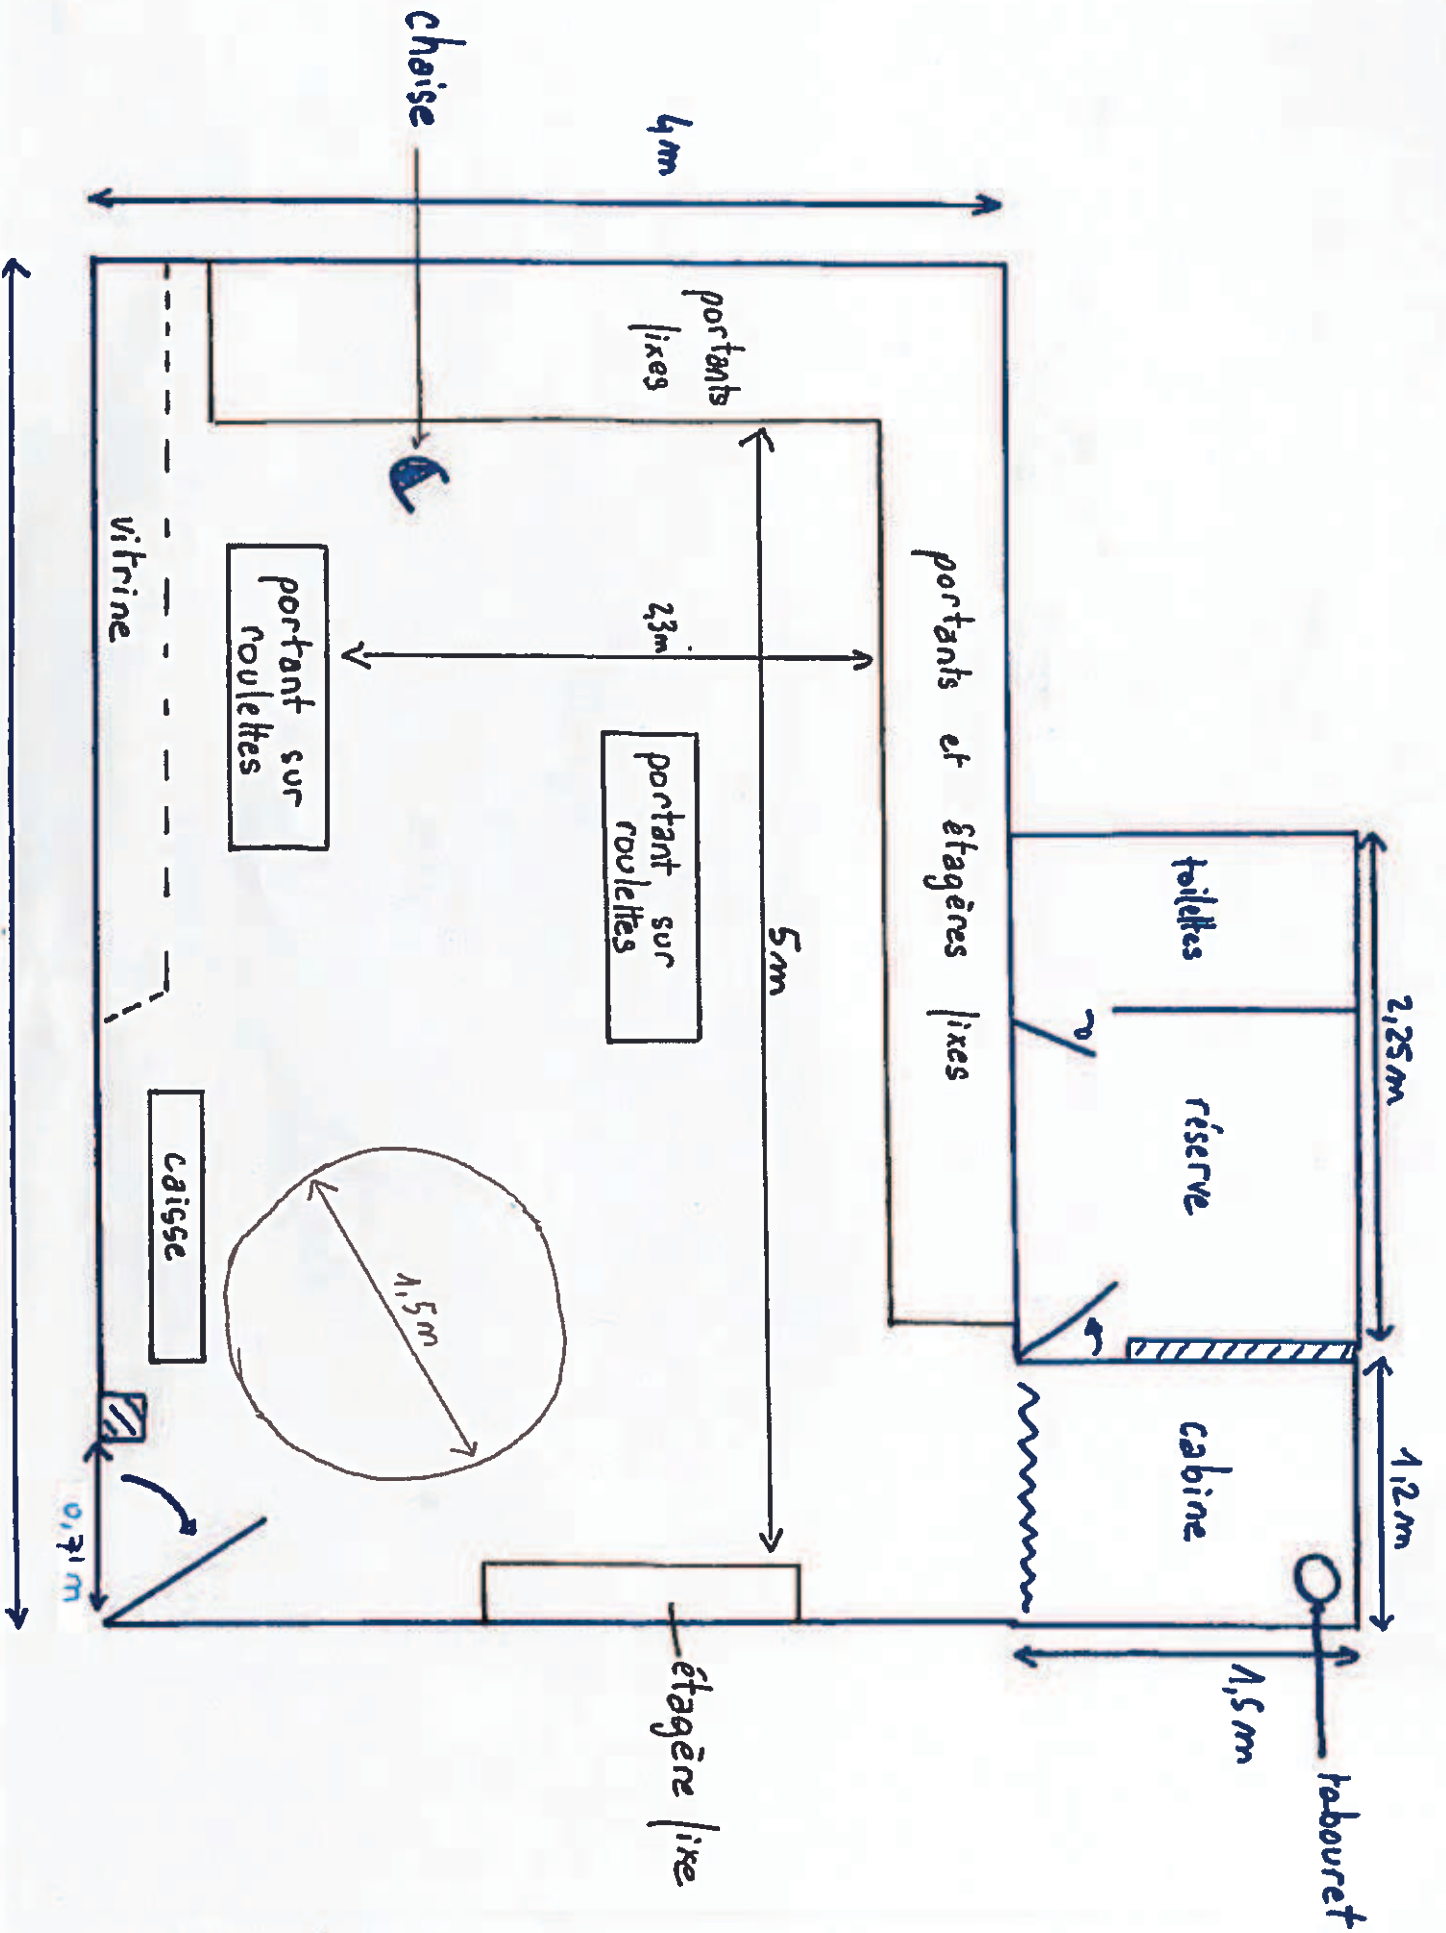 2,25m
1,2m
tabouret
toilettes
réserve
cabine
1,5m
portants et étagères fixes
5m
portants
fixes
4m
2,3m
portant sur
roulettes
étagère fixe
chaise
1,5m
portant sur
roulettes
caisse
vitrine
0,71m